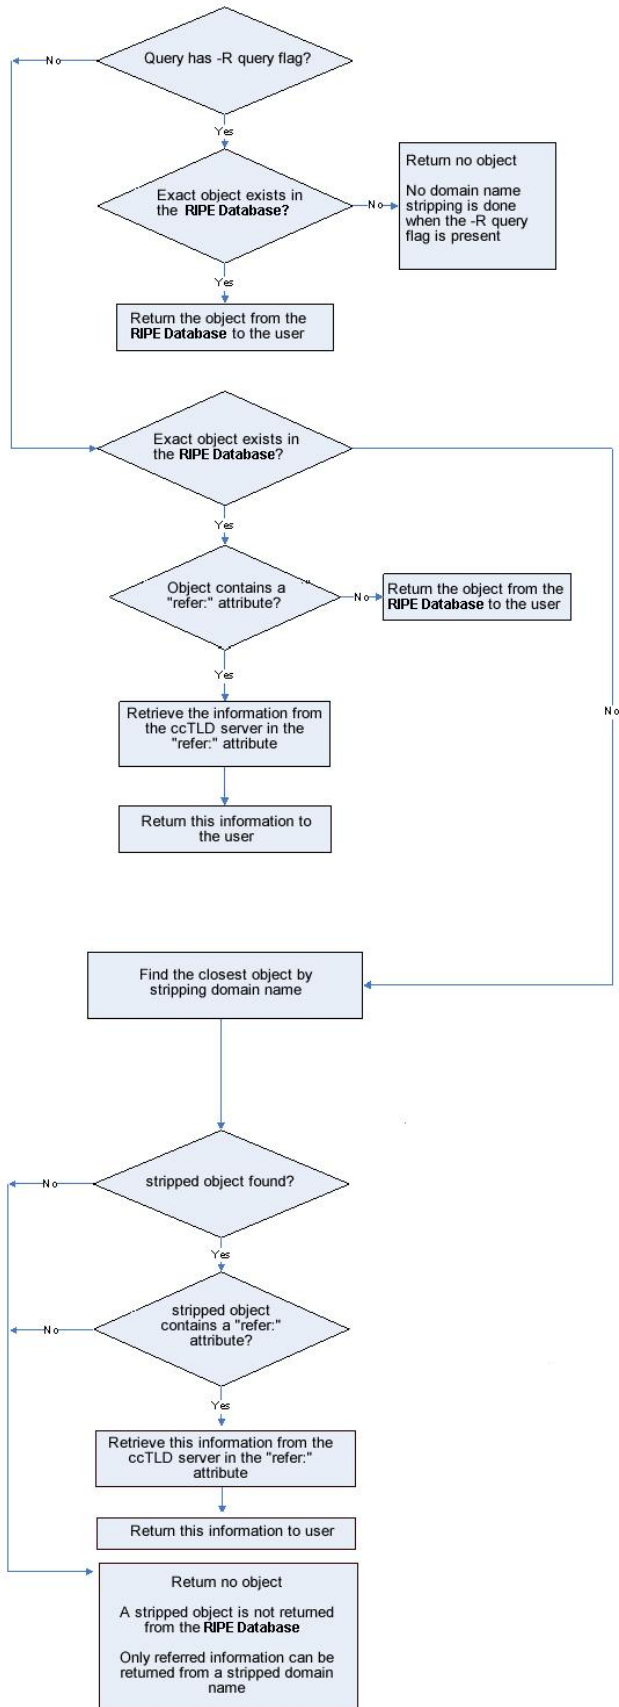 Query has -R query flag?
No
Yes
Return no object
No domain name
stripping is done
when the -R query
flag is present
Exact object exists in
the RIPE Database?
No
Yes
Return the object from the
RIPE Database to the user
Exact object exists in
the RIPE Database?
Yes
Object contains a
"refer:" attribute?
No
Return the object from the
RIPE Database to the user
Yes
No
Retrieve the information from
the ccTLD server in the
"refer:" attribute
Return this information to
the user
Find the closest object by
stripping domain name
stripped object found?
No
Yes
stripped object
contains a "refer:"
attribute?
No
Yes
Retrieve this information from the
ccTLD server in the "refer:"
attribute
Return this information to user
Return no object
A stripped object is not returned
from the RIPE Database
Only referred information can be
returned from a stripped domain
name